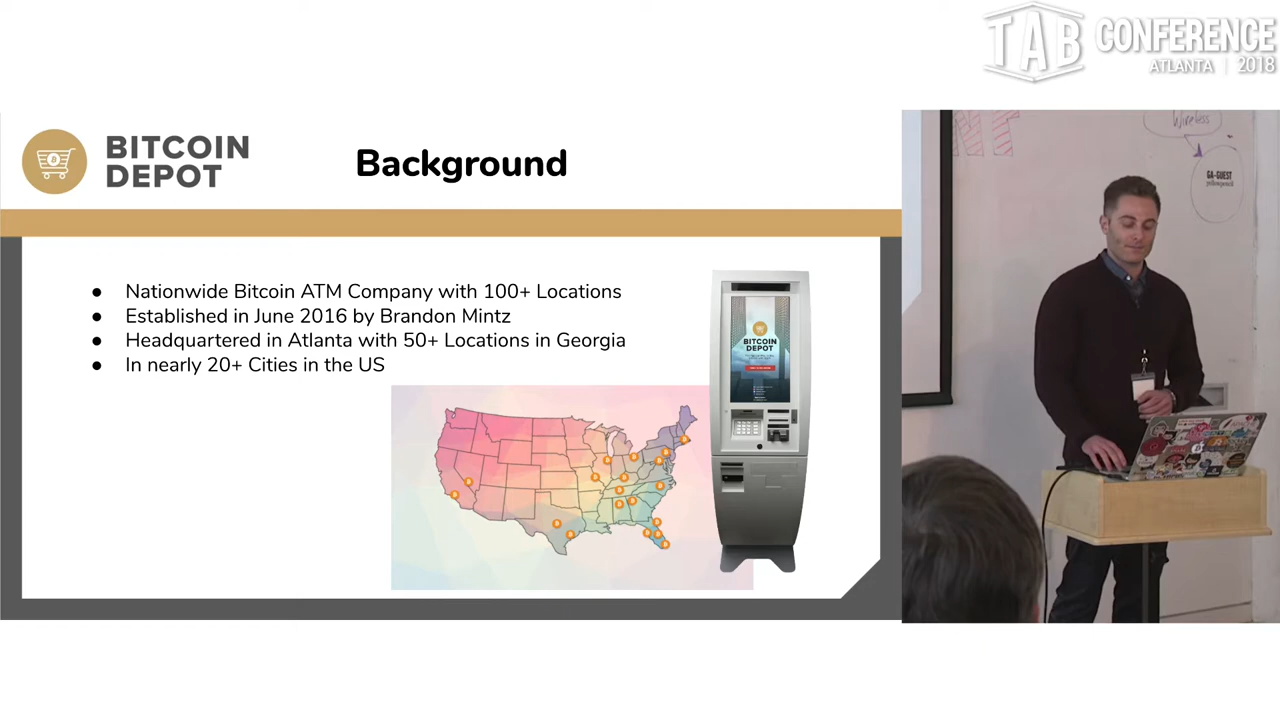 TAB CONFERENCE
ATLANTA | 2018
BITCOIN
DEPOT
Background
● Nationwide Bitcoin ATM Company with 100+ Locations
● Established in June 2016 by Brandon Mintz
● Headquartered in Atlanta with 50+ Locations in Georgia
● In nearly 20+ Cities in the US
BITCOIN
DEPOT
Wireless
GA-GUEST
yellowpencil